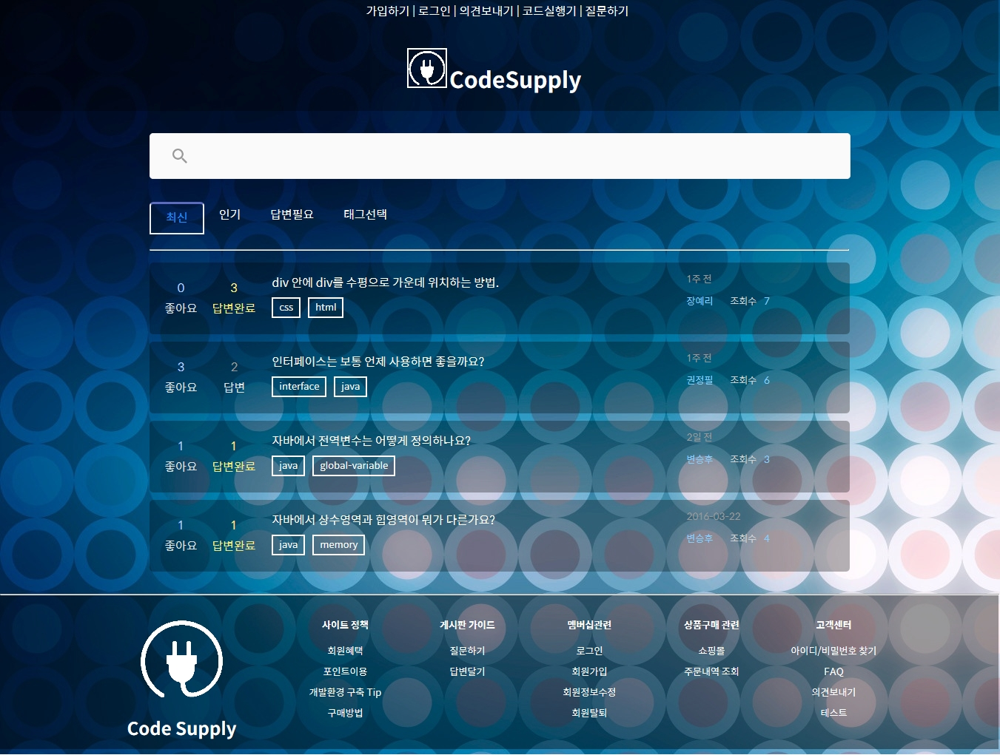 가입하기 | 로그인 | 의견보내기 | 코드실행기 | 질문하기
CodeSupply
최신 인기 답변필요 태그선택
0 3 div 안에 div를 수평으로 가운데 위치하는 방법. 1주 전
좋아요 답변완료 css html 장예리 조회수 7
3 2 인터페이스는 보통 언제 사용하면 좋을까요? 1주 전
좋아요 답변 interface java 권정필 조회수 6
1 1 자바에서 전역변수는 어떻게 정의하나요? 2일 전
좋아요 답변완료 java global-variable 변승후 조회수 3
1 1 자바에서 상수영역과 힙영역이 뭐가 다른가요? 2016-03-22
좋아요 답변완료 java memory 변승후 조회수 4
사이트 정책 게시판 가이드 멤버십관련 상품구매 관련 고객센터
회원혜택 질문하기 로그인 쇼핑몰 아이디/비밀번호 찾기
포인트이용 답변달기 회원가입 주문내역 조회 FAQ
개발환경 구축 Tip 회원정보수정 의견보내기
구매방법 회원탈퇴 테스트
Code Supply